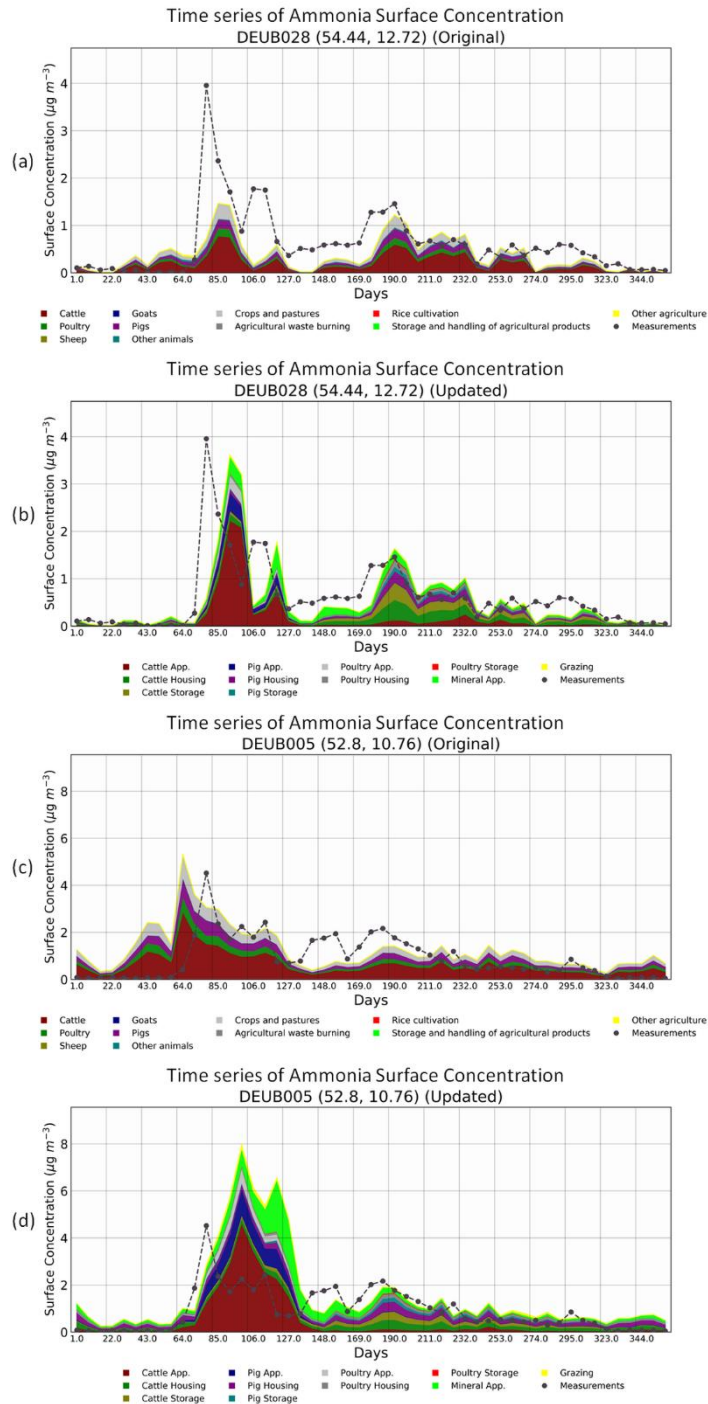 Time series of Ammonia Surface Concentration
DEUB028 (54.44, 12.72) (Original)
(a)
Surface Concentration (μg m⁻³)
4
3
2
1
0
1.0 22.0 43.0 64.0 85.0 106.0 127.0 148.0 169.0 190.0 211.0 232.0 253.0 274.0 295.0 323.0 344.0
Days
Cattle Goats Crops and pastures Rice cultivation Other agriculture
Poultry Pigs Agricultural waste burning Storage and handling of agricultural products Measurements
Sheep Other animals
Time series of Ammonia Surface Concentration
DEUB028 (54.44, 12.72) (Updated)
(b)
Surface Concentration (μg m⁻³)
4
3
2
1
0
1.0 22.0 43.0 64.0 85.0 106.0 127.0 148.0 169.0 190.0 211.0 232.0 253.0 274.0 295.0 323.0 344.0
Days
Cattle App. Pig App. Poultry App. Poultry Storage Grazing
Cattle Housing Pig Housing Poultry Housing Mineral App. Measurements
Cattle Storage Pig Storage
Time series of Ammonia Surface Concentration
DEUB005 (52.8, 10.76) (Original)
(c)
Surface Concentration (μg m⁻³)
8
6
4
2
0
1.0 22.0 43.0 64.0 85.0 106.0 127.0 148.0 169.0 190.0 211.0 232.0 253.0 274.0 295.0 323.0 344.0
Days
Cattle Goats Crops and pastures Rice cultivation Other agriculture
Poultry Pigs Agricultural waste burning Storage and handling of agricultural products Measurements
Sheep Other animals
Time series of Ammonia Surface Concentration
DEUB005 (52.8, 10.76) (Updated)
(d)
Surface Concentration (μg m⁻³)
8
6
4
2
0
1.0 22.0 43.0 64.0 85.0 106.0 127.0 148.0 169.0 190.0 211.0 232.0 253.0 274.0 295.0 323.0 344.0
Days
Cattle App. Pig App. Poultry App. Poultry Storage Grazing
Cattle Housing Pig Housing Poultry Housing Mineral App. Measurements
Cattle Storage Pig Storage